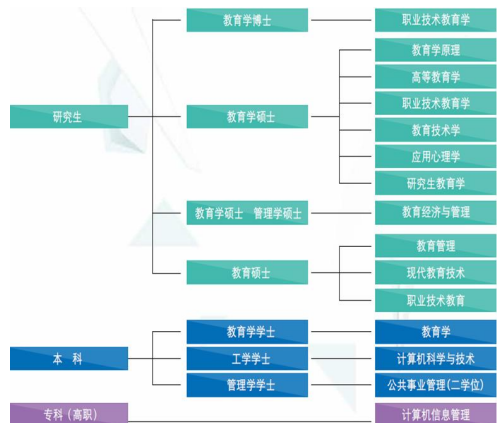 教育学博士
职业技术教育学
教育学原理
高等教育学
职业技术教育学
研究生
教育学硕士
教育技术学
应用心理学
研究生教育学
教育学硕士 管理学硕士
教育经济与管理
教育管理
教育硕士
现代教育技术
职业技术教育
教育学学士
教育学
本 科
工学学士
计算机科学与技术
管理学学士
公共事业管理(二学位)
专科（高职）
计算机信息管理